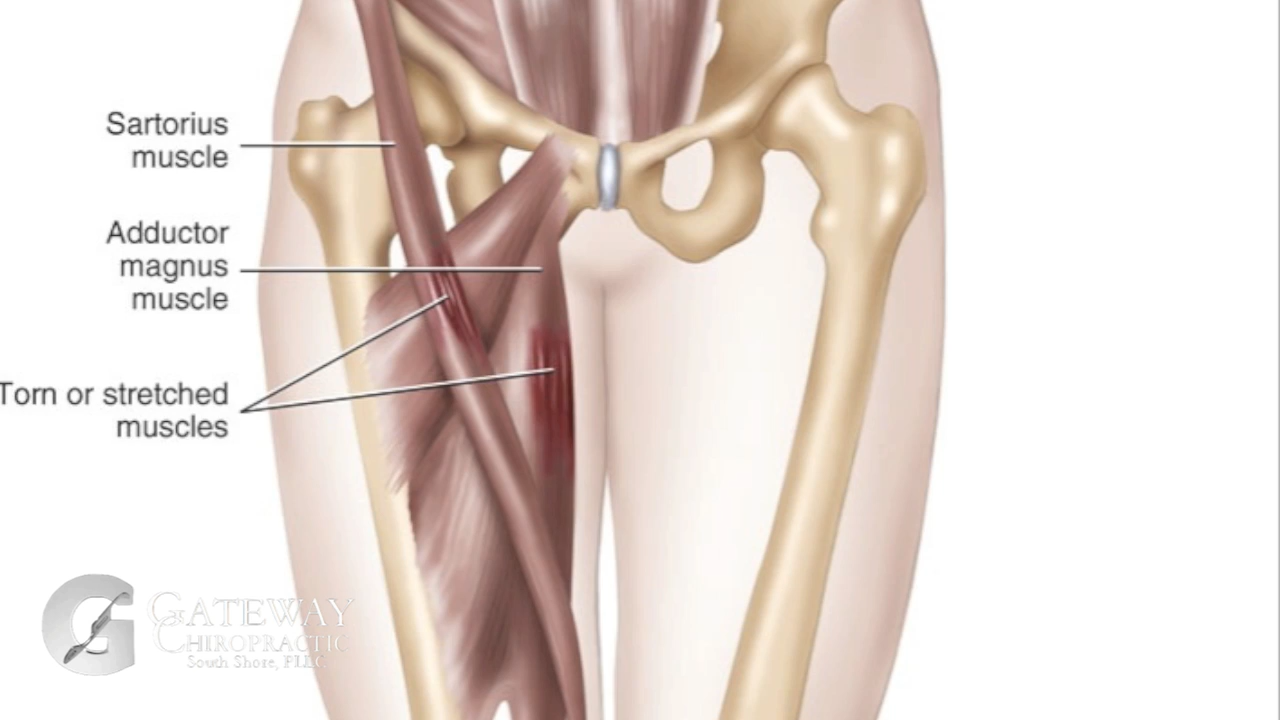 Sartorius
muscle
Adductor
magnus
muscle
Torn or stretched
muscles
G
GATEWAY
CHIROPRACTIC
South Shore, PLLC